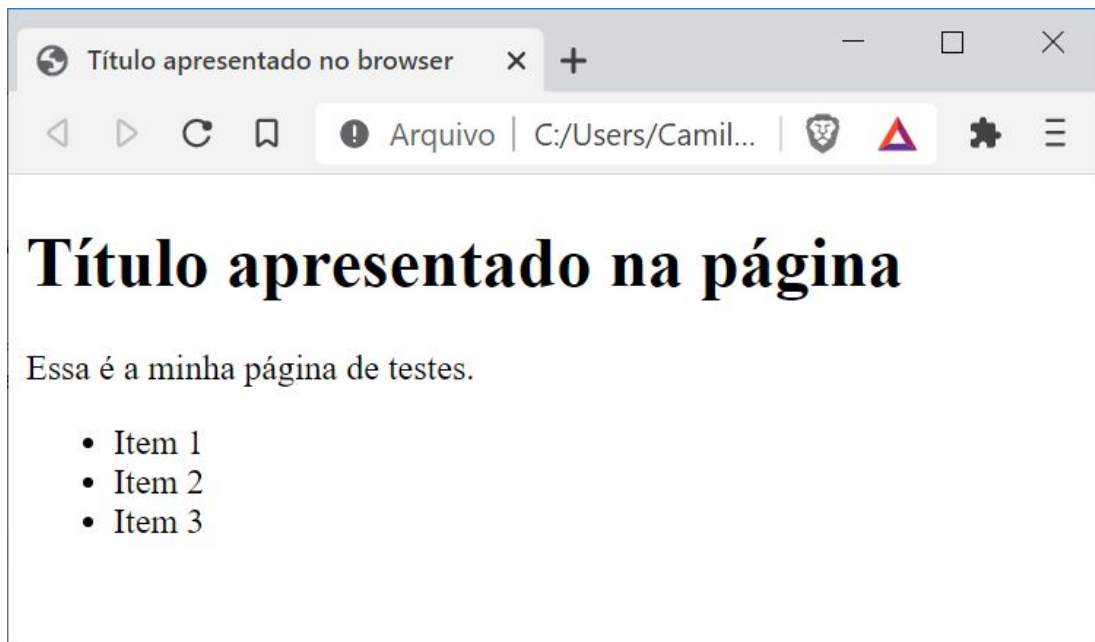 Título apresentado no browser
Arquivo | C:/Users/Camil...
Título apresentado na página
Essa é a minha página de testes.
• Item 1
• Item 2
• Item 3